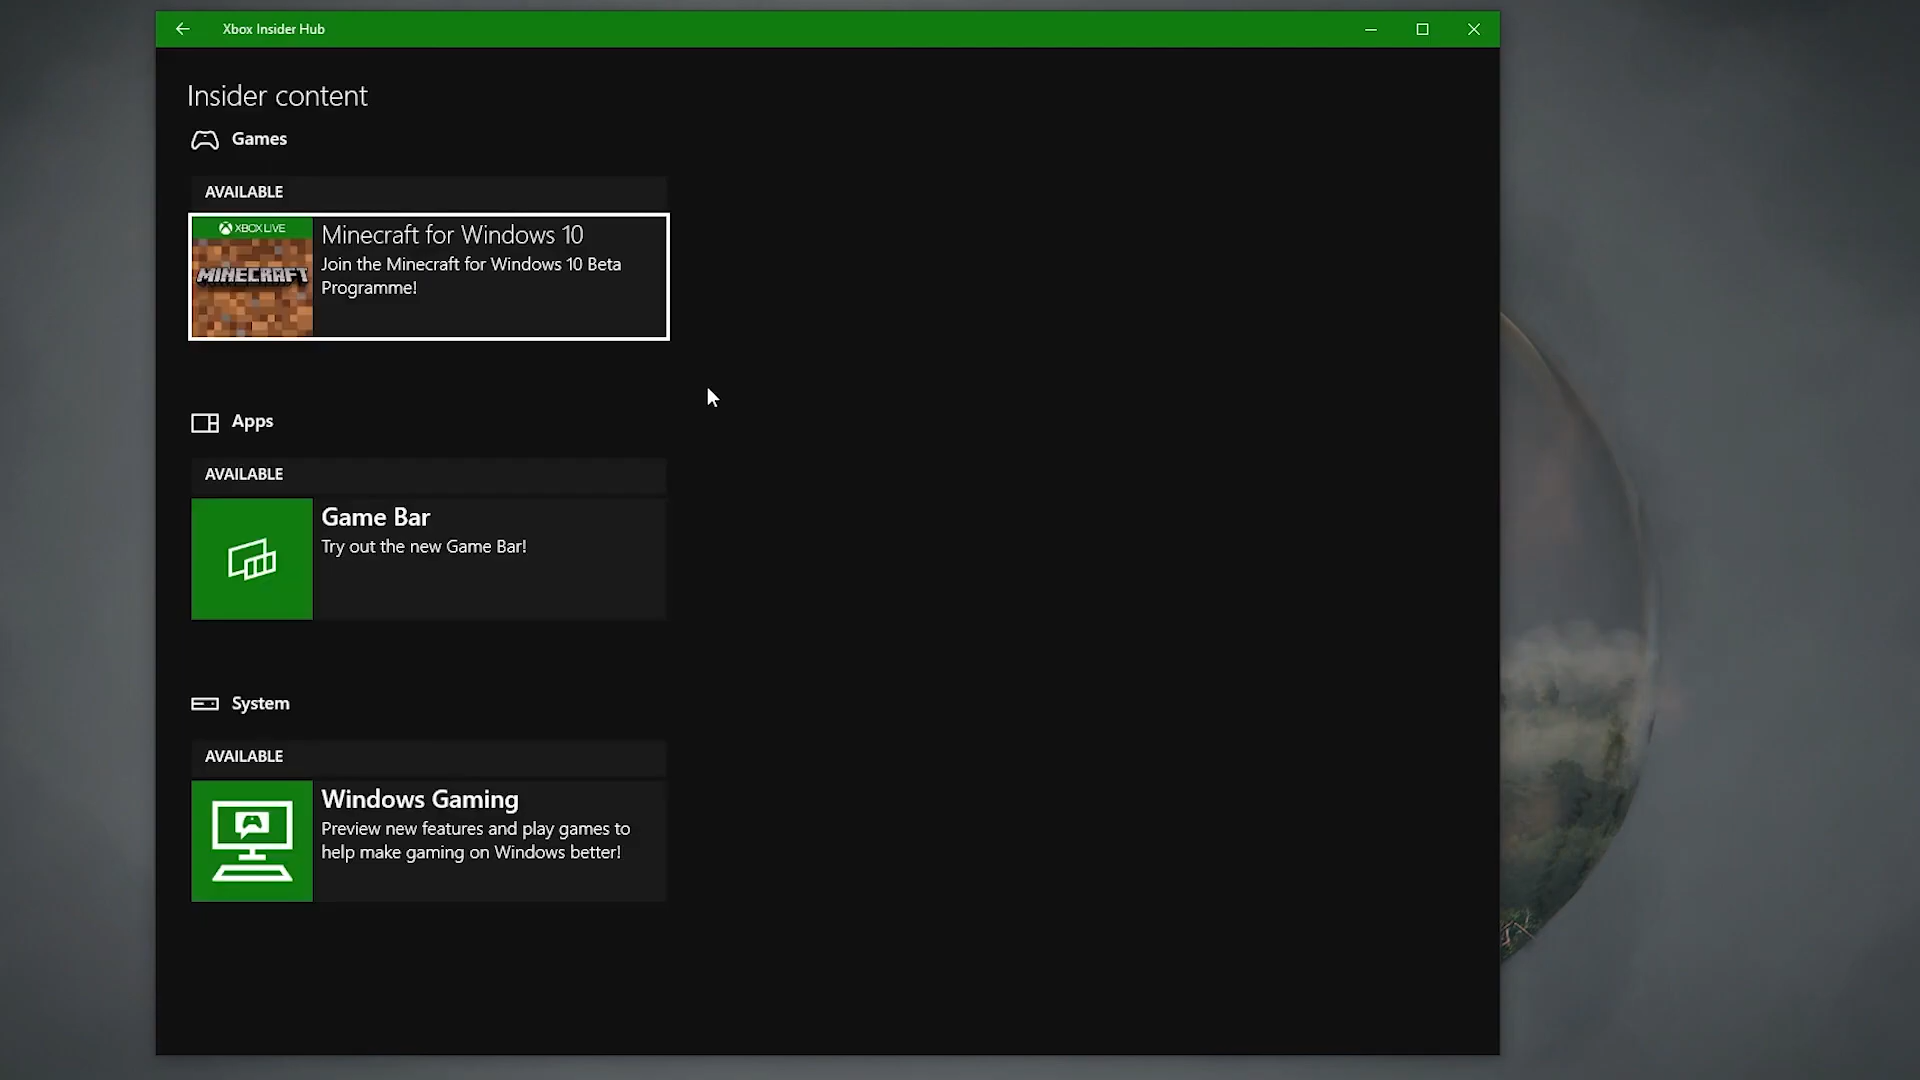 Xbox Insider Hub
Insider content
Games
AVAILABLE
XBOX LIVE
MINECRAFT
Minecraft for Windows 10
Join the Minecraft for Windows 10 Beta
Programme!
Apps
AVAILABLE
Game Bar
Try out the new Game Bar!
System
AVAILABLE
Windows Gaming
Preview new features and play games to
help make gaming on Windows better!